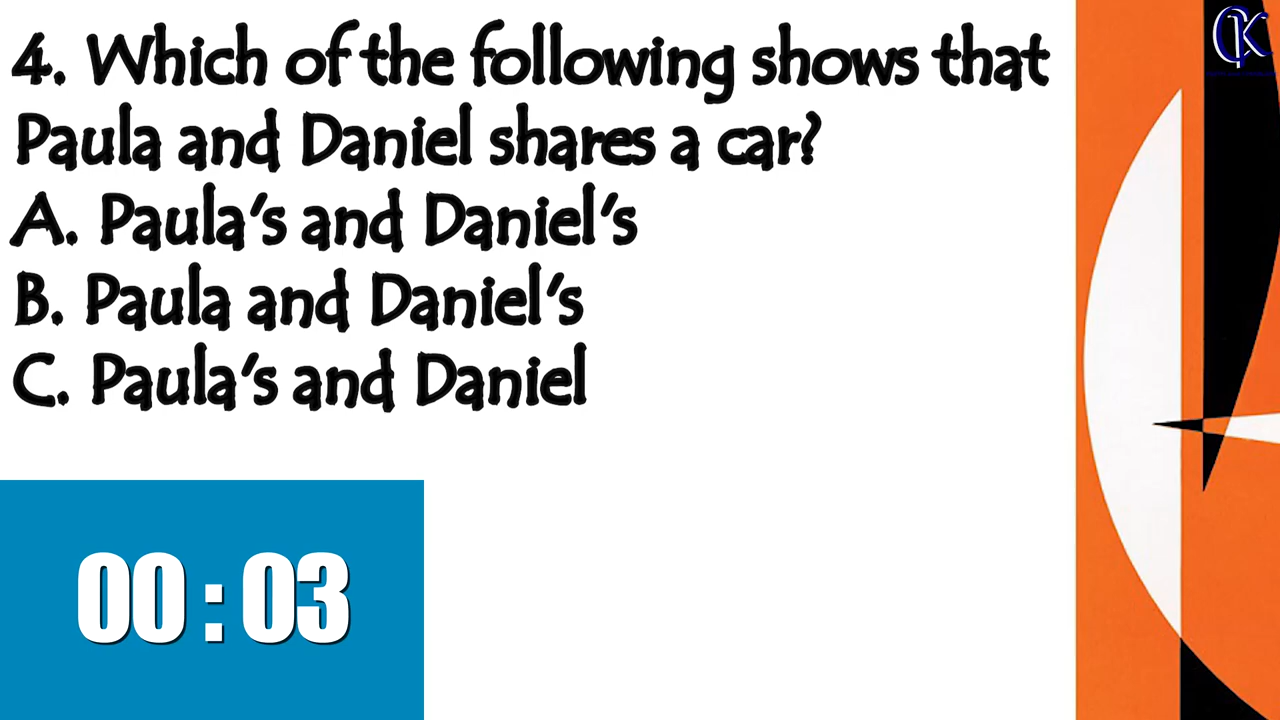 4. Which of the following shows that
Paula and Daniel shares a car?
A. Paula's and Daniel's
B. Paula and Daniel's
C. Paula's and Daniel
00 : 03